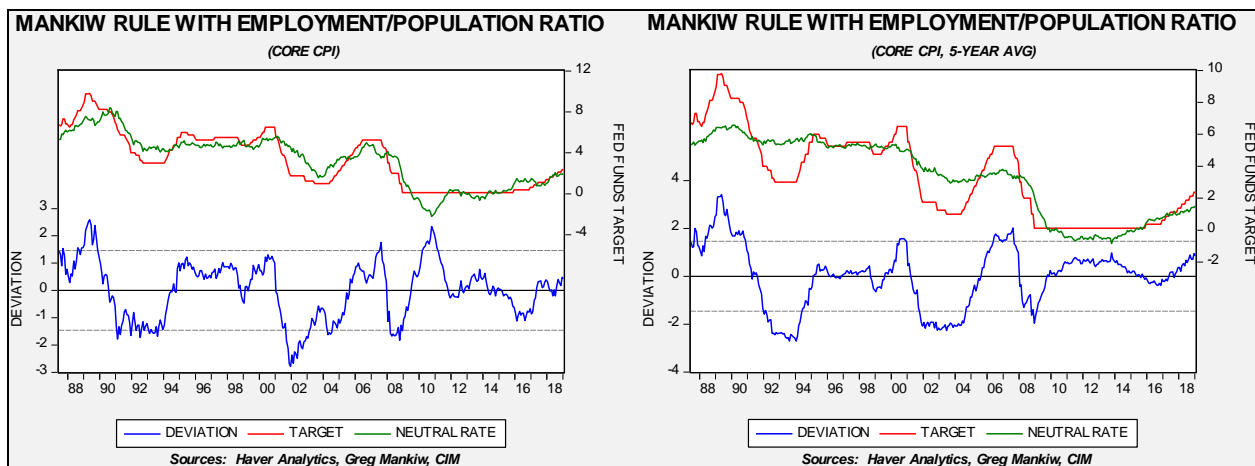 MANKIW RULE WITH EMPLOYMENT/POPULATION RATIO
(CORE CPI)
12
8
4
0
-4
FED FUNDS TARGET
3
2
1
0
-1
-2
-3
DEVIATION
88 90 92 94 96 98 00 02 04 06 08 10 12 14 16 18
DEVIATION TARGET NEUTRAL RATE
Sources: Haver Analytics, Greg Mankiw, CIM
MANKIW RULE WITH EMPLOYMENT/POPULATION RATIO
(CORE CPI, 5-YEAR AVG)
10
8
6
4
2
0
-2
FED FUNDS TARGET
4
2
0
-2
-4
DEVIATION
88 90 92 94 96 98 00 02 04 06 08 10 12 14 16 18
DEVIATION TARGET NEUTRAL RATE
Sources: Haver Analytics, Greg Mankiw, CIM